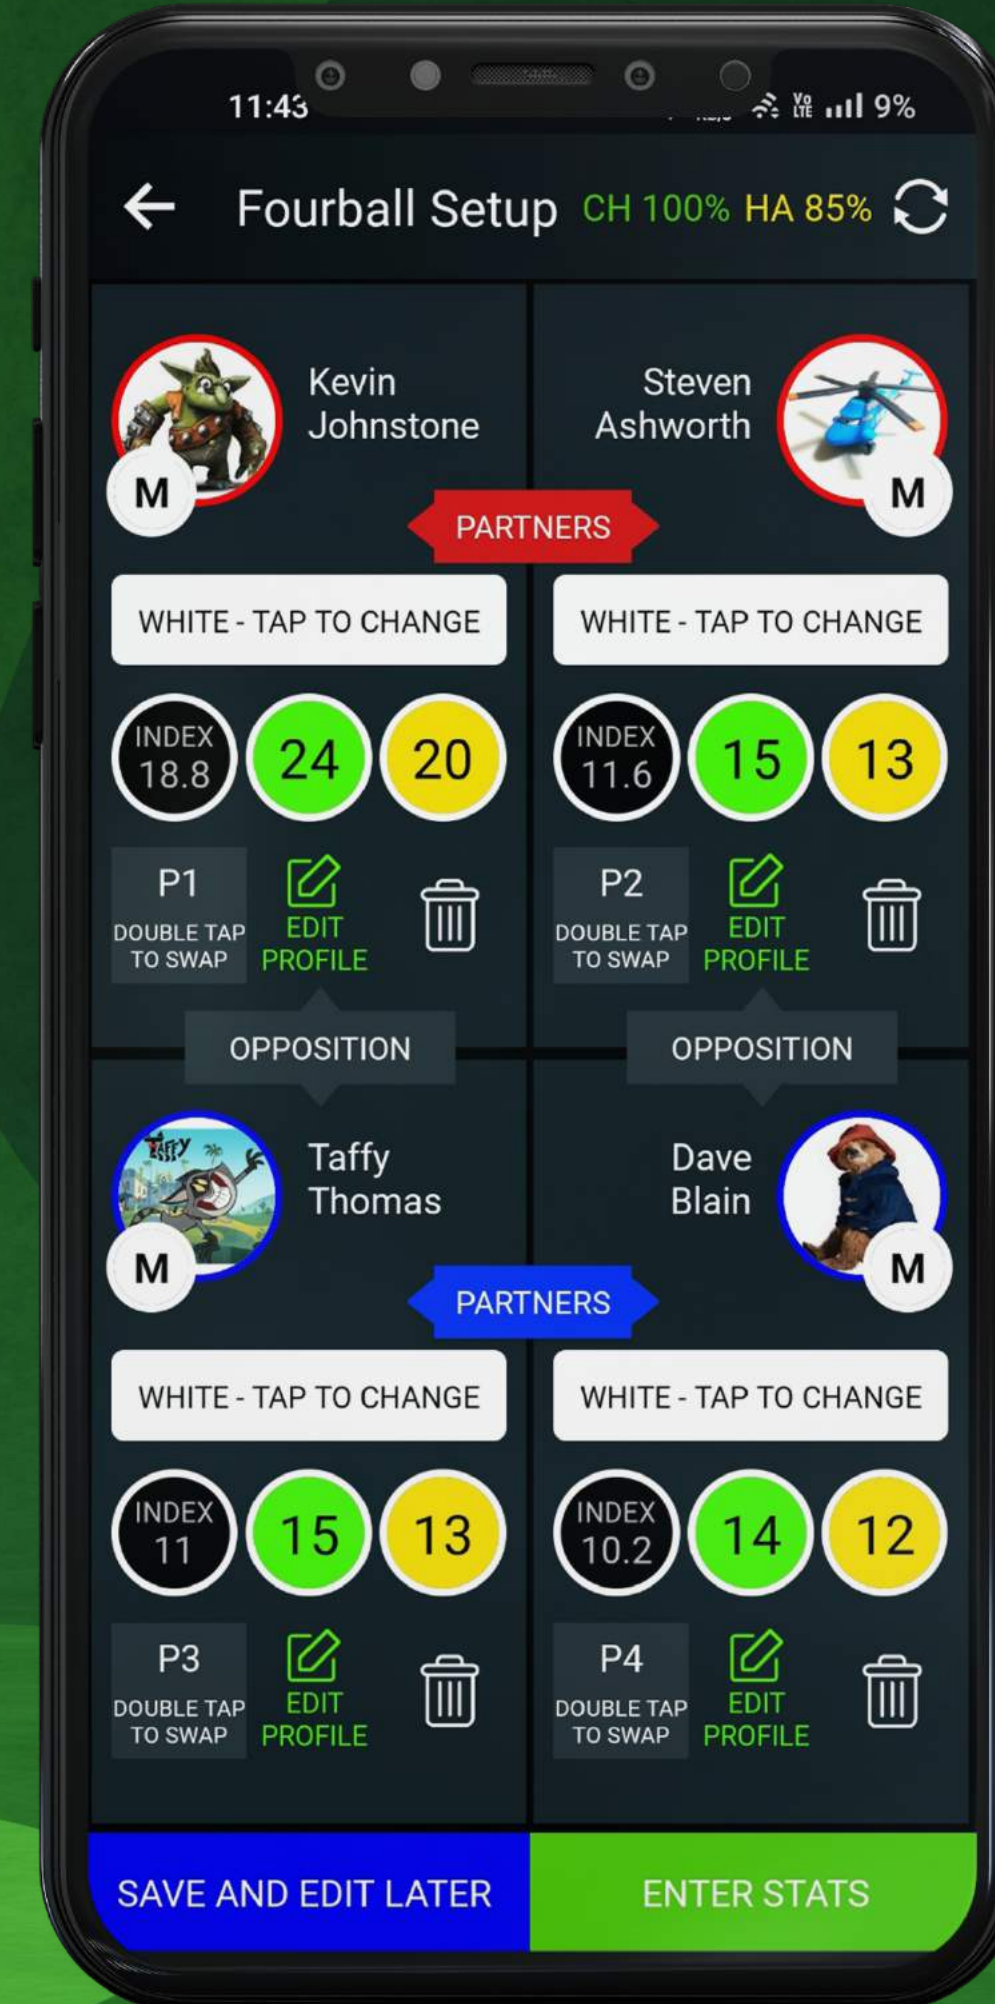 11:43
Vo LTE 9%
Fourball Setup CH 100% HA 85%
Kevin
Johnstone
M
Steven
Ashworth
M
PARTNERS
WHITE - TAP TO CHANGE
WHITE - TAP TO CHANGE
INDEX
18.8
24
20
INDEX
11.6
15
13
P1
DOUBLE TAP
TO SWAP
EDIT
PROFILE
P2
DOUBLE TAP
TO SWAP
EDIT
PROFILE
OPPOSITION
OPPOSITION
TAFFY
Taffy
Thomas
M
Dave
Blain
M
PARTNERS
WHITE - TAP TO CHANGE
WHITE - TAP TO CHANGE
INDEX
11
15
13
INDEX
10.2
14
12
P3
DOUBLE TAP
TO SWAP
EDIT
PROFILE
P4
DOUBLE TAP
TO SWAP
EDIT
PROFILE
SAVE AND EDIT LATER
ENTER STATS